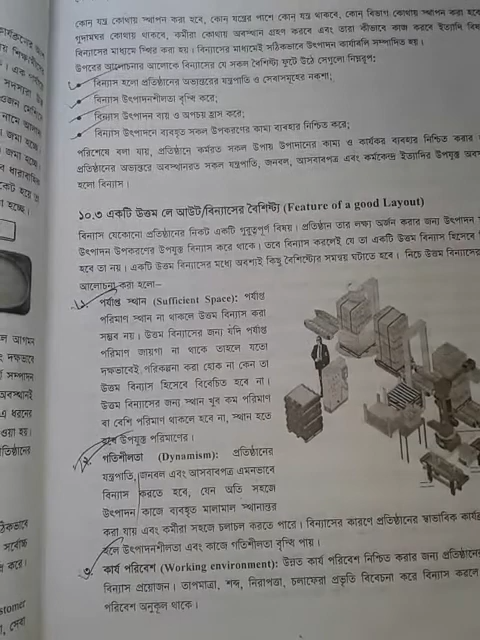 কোন্ যন্ত্র কোথায় স্থাপন করা হবে, কোন্ যন্ত্রের পাশে কোন্ যন্ত্র থাকবে, কোন্ বিভাগ কোথায় স্থাপন করা হবে
গুদামঘর কোথায় থাকবে, কর্মীরা কোথায় অবস্থান গ্রহণ করবে এবং তারা কীভাবে কাজ করবে ইত্যাদি
বিন্যাসের মাধ্যমে স্থির করা হয়। বিন্যাসের মাধ্যমেই সঠিকভাবে উৎপাদন কার্যাবলি সম্পাদিত হয়।
উপরের আলোচনার আলোকে বিন্যাসের যে সকল বৈশিষ্ট্য ফুটে উঠে সেগুলো নিম্নরূপ:
বিন্যাস হলো প্রতিষ্ঠানের অভ্যন্তরের যন্ত্রপাতি ও সেবাসমূহের নকশা;
বিন্যাস উৎপাদনশীলতা বৃদ্ধি করে;
বিন্যাস উৎপাদন ব্যয় ও অপচয় হ্রাস করে;
বিন্যাস উৎপাদনে ব্যবহৃত সকল উপকরণের কাম্য ব্যবহার নিশ্চিত করে;
পরিশেষে বলা যায়, প্রতিষ্ঠানে কর্মরত সকল উপায় উপাদানের কাম্য ও কার্যকর ব্যবহার নিশ্চিত করার
প্রতিষ্ঠানের অভ্যন্তরে অবস্থানরত সকল যন্ত্রপাতি, জনবল, আসবাবপত্র এবং কর্মকেন্দ্র ইত্যাদির উপযুক্ত
হলো বিন্যাস।
১০.৩ একটি উত্তম লে আউট/বিন্যাসের বৈশিষ্ট্য (Feature of a good Layout)
বিন্যাস যেকোনো প্রতিষ্ঠানের নিকট একটি গুরুত্বপূর্ণ বিষয়। প্রতিষ্ঠান তার লক্ষ্য অর্জন করার জন্য উৎপাদন
উৎপাদন উপকরণের উপযুক্ত বিন্যাস করে থাকে। তবে বিন্যাস করলেই যে তা একটি উত্তম বিন্যাস হিসেবে
হবে তা নয়। একটি উত্তম বিন্যাসের মধ্যে অবশ্যই কিছু বৈশিষ্ট্যের সমন্বয় ঘটাতে হবে। নিচে উত্তম বিন্যাসের
আলোচনা করা হলো–
১. পর্যাপ্ত স্থান (Sufficient Space): পর্যাপ্ত
পরিমাণ স্থান না থাকলে উত্তম বিন্যাস করা
সম্ভব নয়। উত্তম বিন্যাসের জন্য যদি পর্যাপ্ত
পরিমাণ জায়গা না থাকে তাহলে যতো
দক্ষভাবেই পরিকল্পনা করা হোক না কেন তা
উত্তম বিন্যাস হিসেবে বিবেচিত হবে না।
উত্তম বিন্যাসের জন্য স্থান খুব কম পরিমাণ
বা বেশি পরিমাণ থাকলে হবে না, স্থান হতে
হবে উপযুক্ত পরিমাণের।
২. গতিশীলতা (Dynamism): প্রতিষ্ঠানের
যন্ত্রপাতি, জনবল এবং আসবাবপত্র এমনভাবে
বিন্যাস করতে হবে, যেন অতি সহজে
উৎপাদন কাজে ব্যবহৃত মালামাল স্থানান্তর
করা যায় এবং কর্মীরা সহজে চলাচল করতে পারে। বিন্যাসের কারণে প্রতিষ্ঠানের স্বাভাবিক
ফলে উৎপাদনশীলতা এবং কাজে গতিশীলতা বৃদ্ধি পায়।
৩. কার্য পরিবেশ (Working environment): উন্নত কার্য পরিবেশ নিশ্চিত করার জন্য প্রতিষ্ঠানের
বিন্যাস প্রয়োজন। তাপমাত্রা, শব্দ, নিরাপত্তা, চলাফেরা প্রভৃতি বিবেচনা করে বিন্যাস করলে
পরিবেশ অনুকূল থাকে।